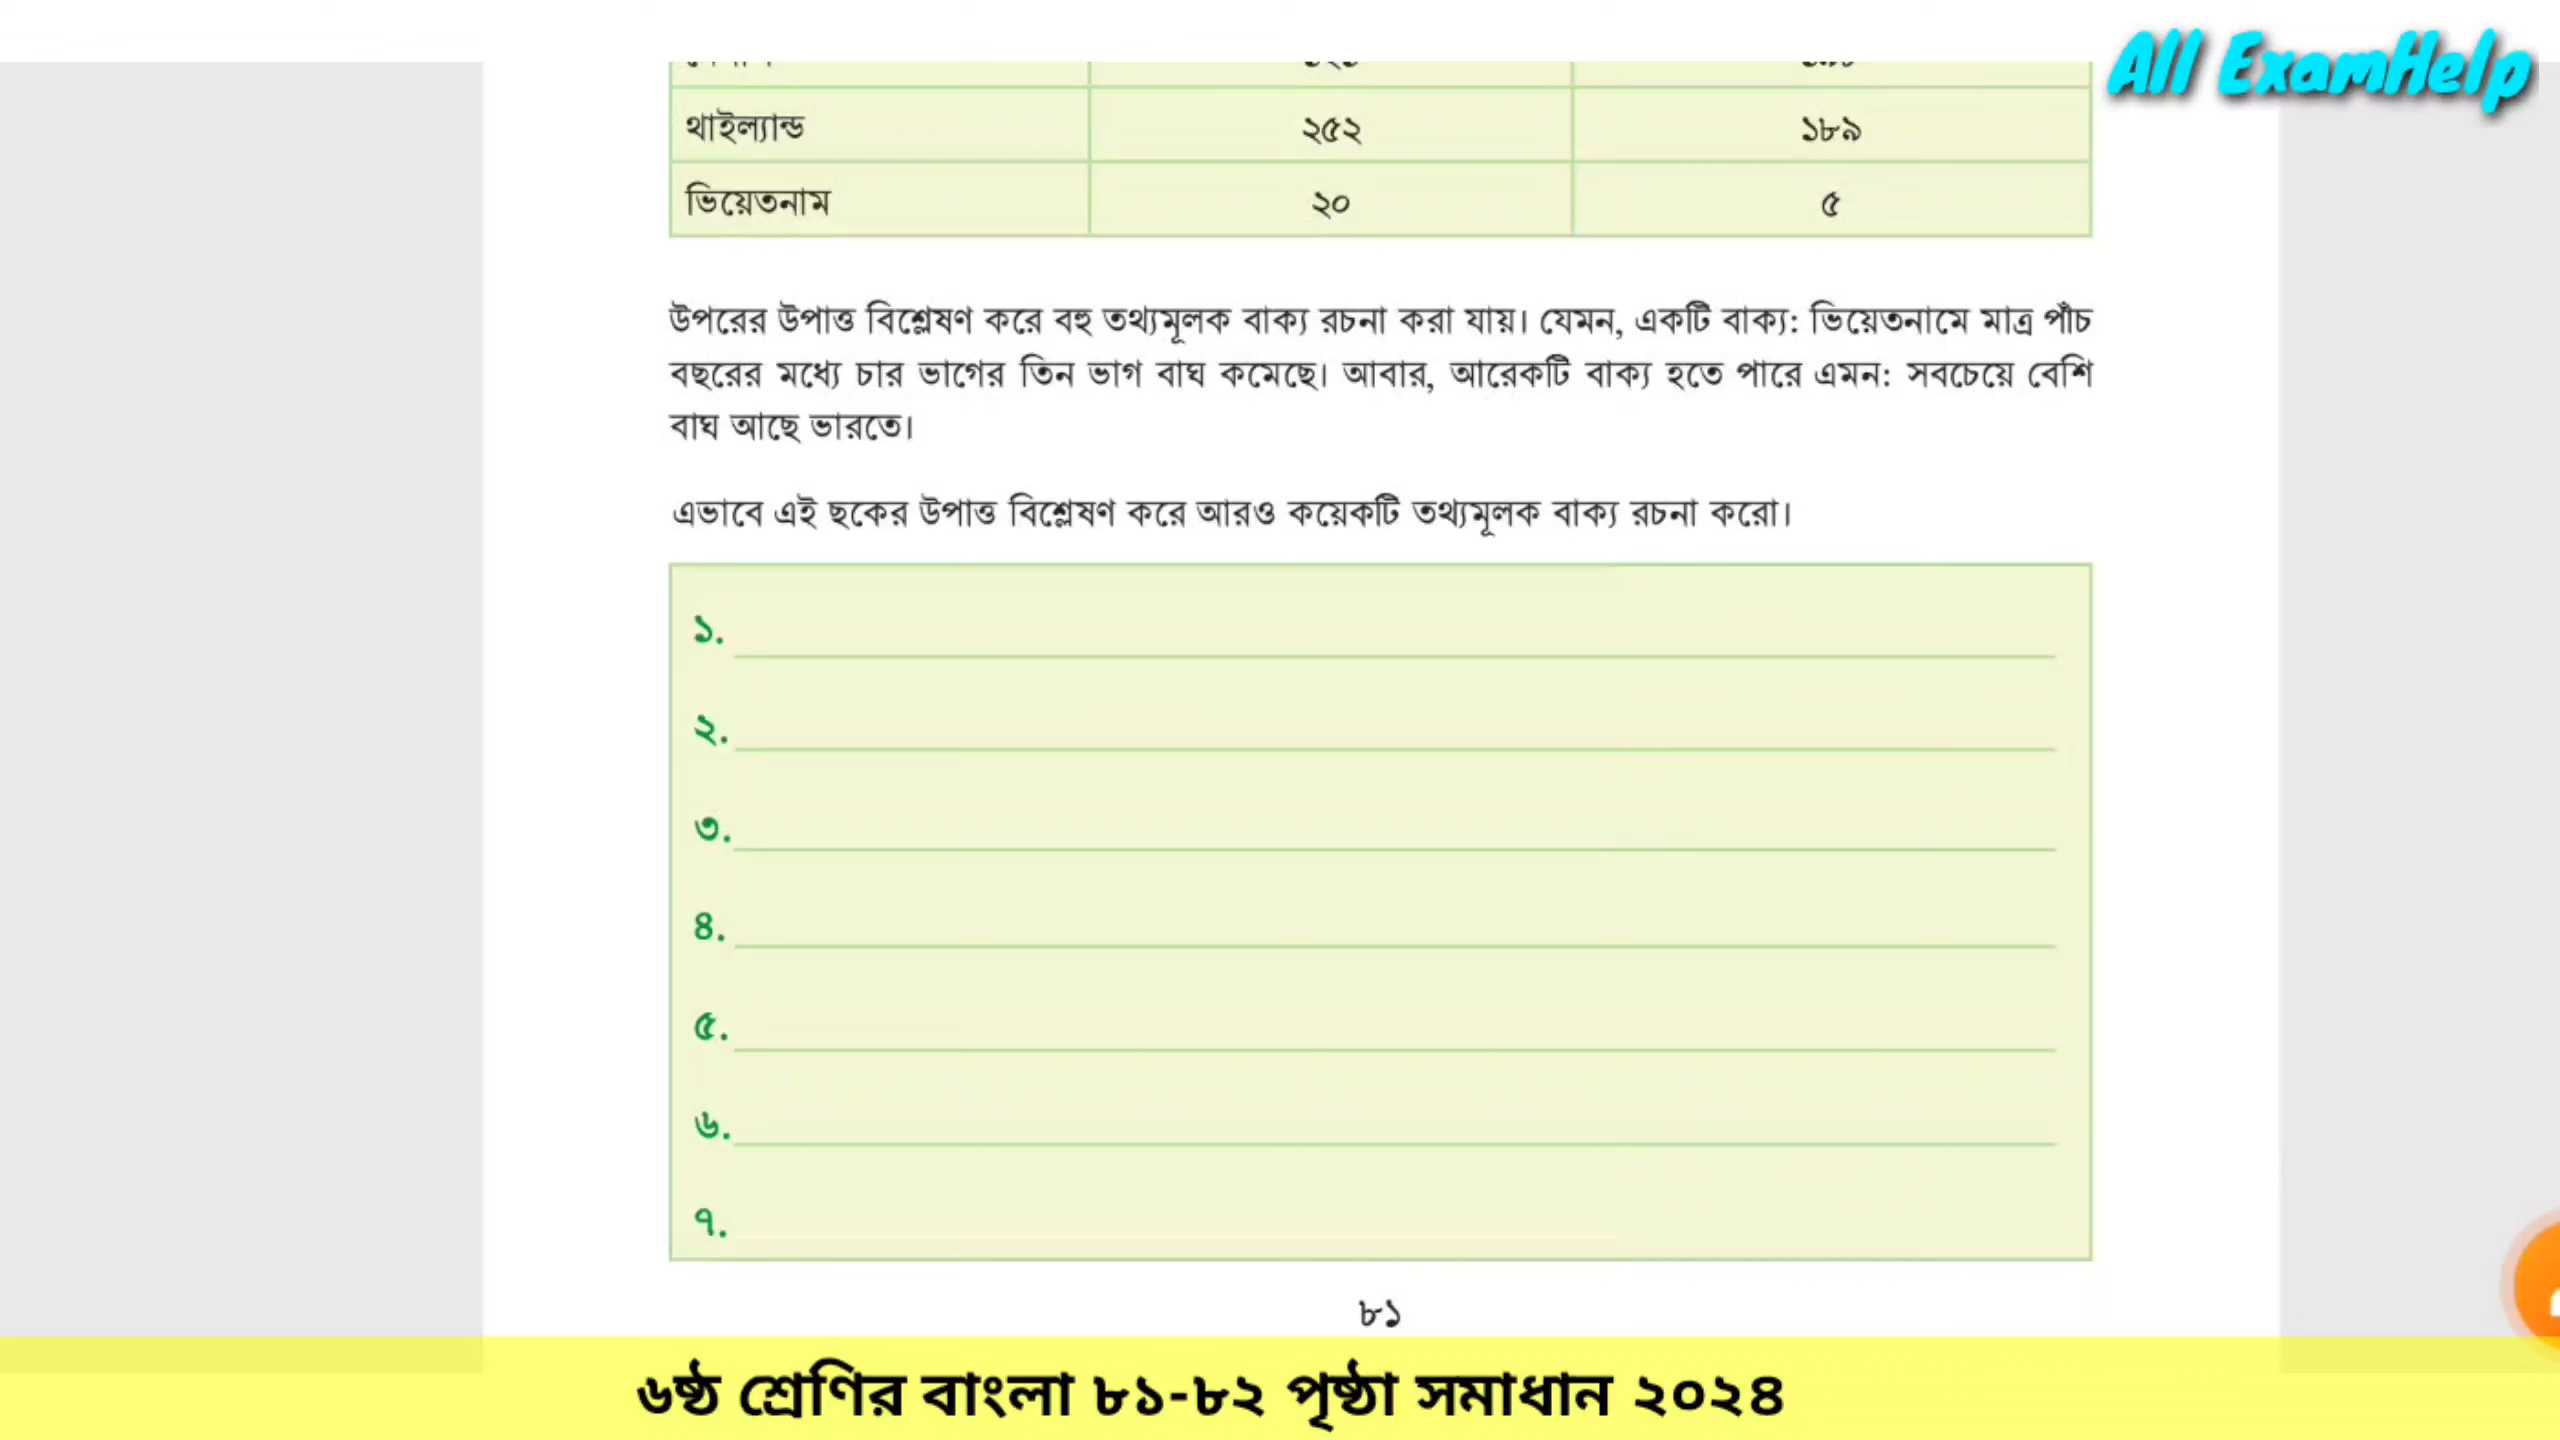 All ExamHelp
থাইল্যান্ড ২৫২ ১৮৯
ভিয়েতনাম ২০ ৫
উপরের উপাত্ত বিশ্লেষণ করে বহু তথ্যমূলক বাক্য রচনা করা যায়। যেমন, একটি বাক্য: ভিয়েতনামে মাত্র পাঁচ
বছরের মধ্যে চার ভাগের তিন ভাগ বাঘ কমেছে। আবার, আরেকটি বাক্য হতে পারে এমন: সবচেয়ে বেশি
বাঘ আছে ভারতে।
এভাবে এই ছকের উপাত্ত বিশ্লেষণ করে আরও কয়েকটি তথ্যমূলক বাক্য রচনা করো।
১.
২.
৩.
৪.
৫.
৬.
৭.
৮১
৬ষ্ঠ শ্রেণির বাংলা ৮১-৮২ পৃষ্ঠা সমাধান ২০২৪